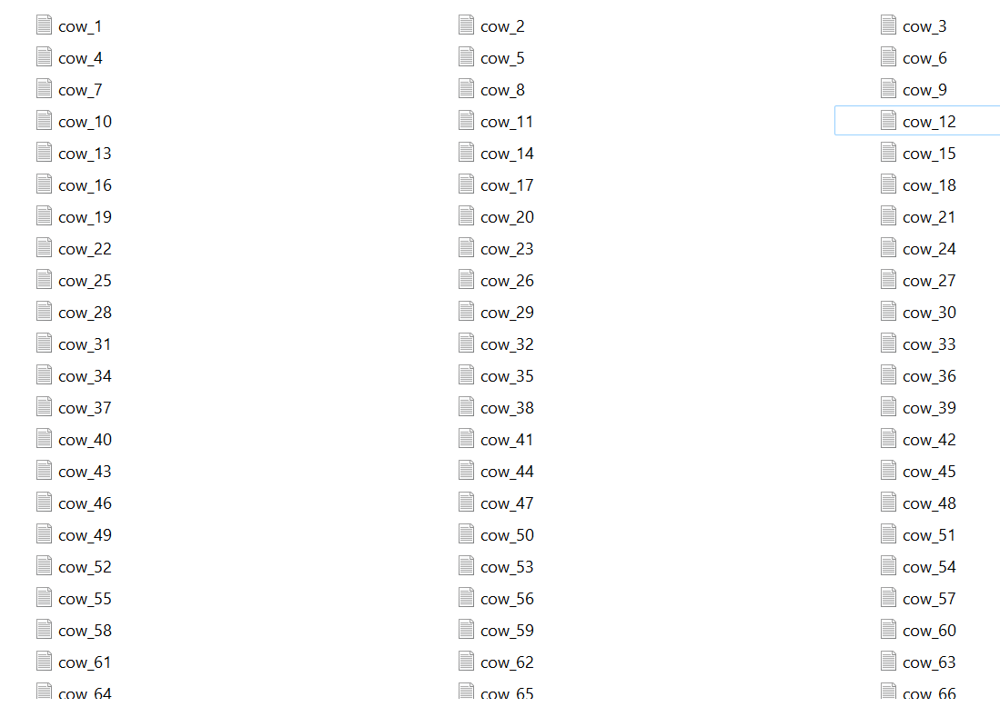 cow_1 cow_2 cow_3
cow_4 cow_5 cow_6
cow_7 cow_8 cow_9
cow_10 cow_11 cow_12
cow_13 cow_14 cow_15
cow_16 cow_17 cow_18
cow_19 cow_20 cow_21
cow_22 cow_23 cow_24
cow_25 cow_26 cow_27
cow_28 cow_29 cow_30
cow_31 cow_32 cow_33
cow_34 cow_35 cow_36
cow_37 cow_38 cow_39
cow_40 cow_41 cow_42
cow_43 cow_44 cow_45
cow_46 cow_47 cow_48
cow_49 cow_50 cow_51
cow_52 cow_53 cow_54
cow_55 cow_56 cow_57
cow_58 cow_59 cow_60
cow_61 cow_62 cow_63
cow_64 cow_65 cow_66